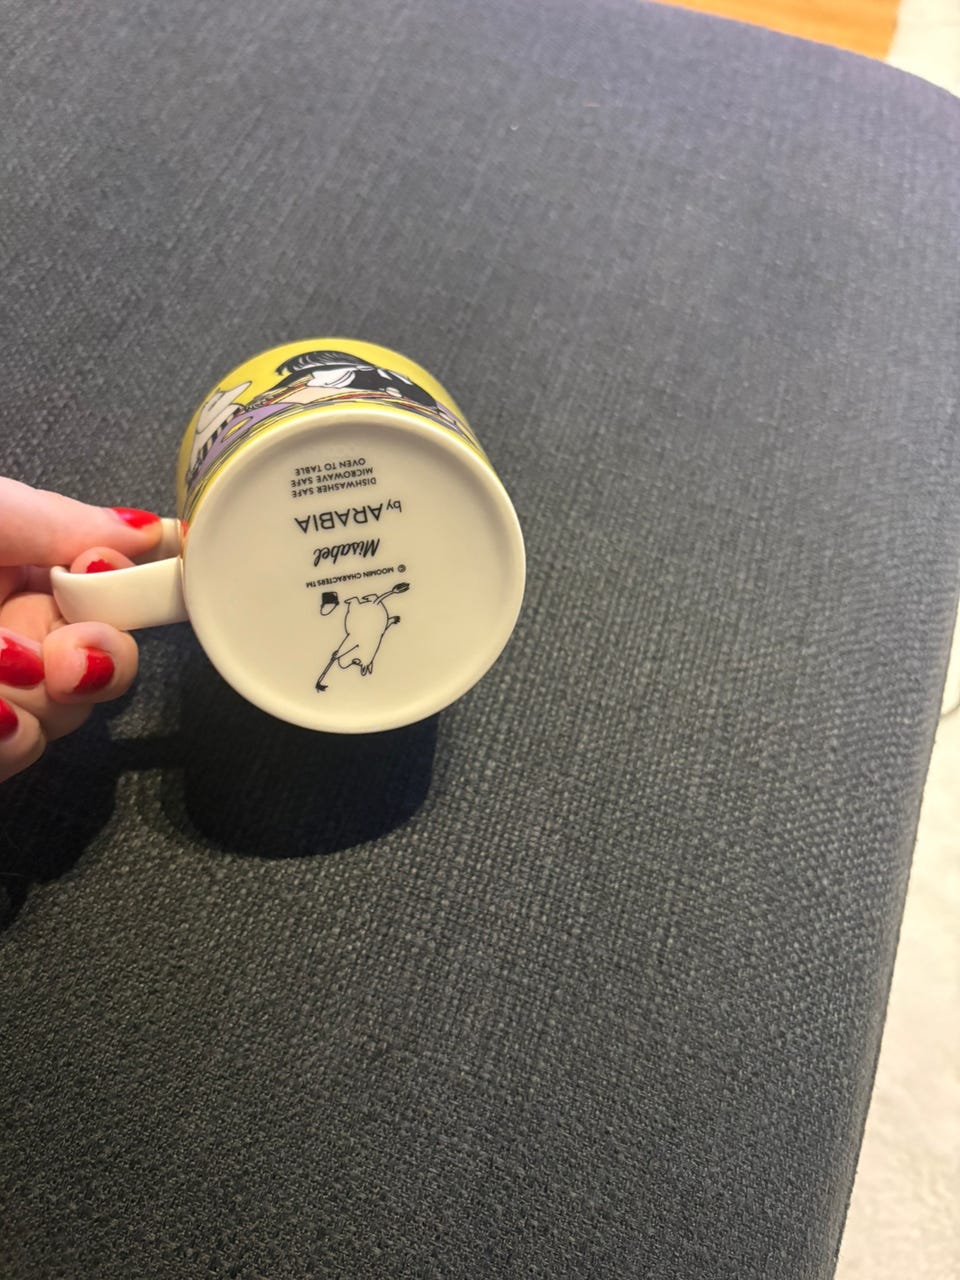 © MOOMIN CHARACTERS TM
Misabel
by ARABIA
DISHWASHER SAFE
MICROWAVE SAFE
OVEN TO TABLE